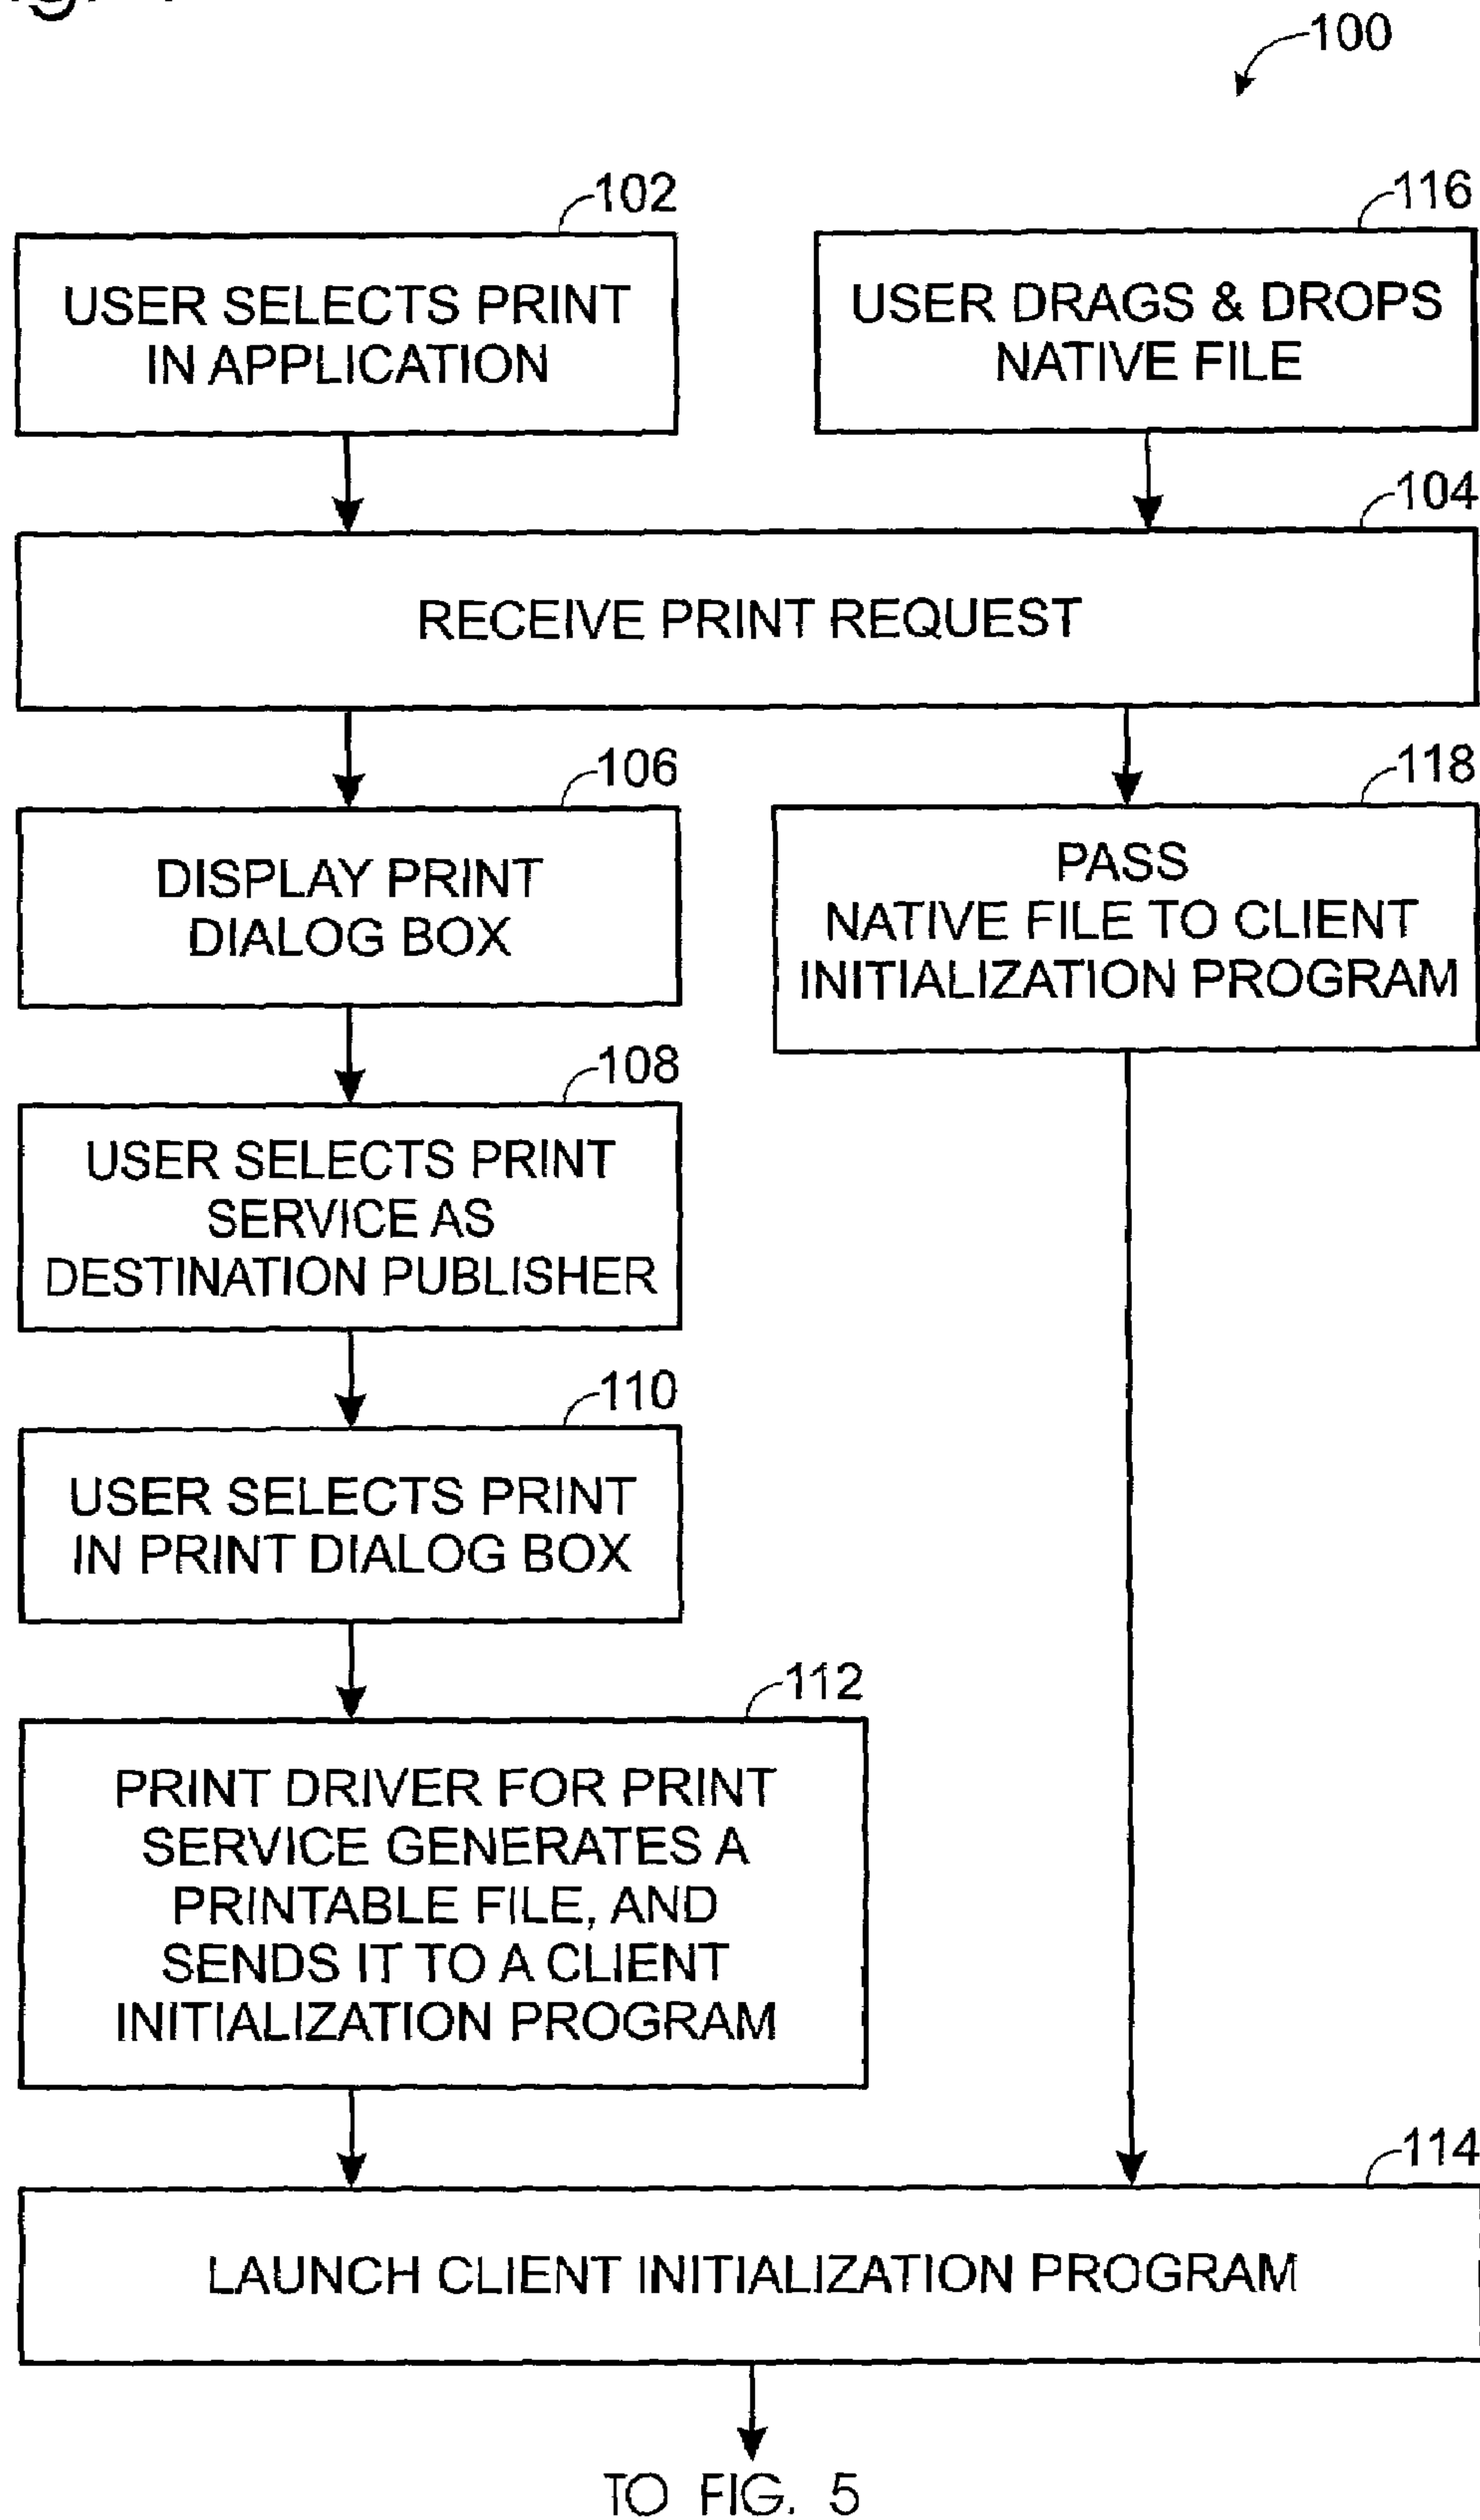 100
102
USER SELECTS PRINT
IN APPLICATION
116
USER DRAGS & DROPS
NATIVE FILE
104
RECEIVE PRINT REQUEST
106
DISPLAY PRINT
DIALOG BOX
118
PASS
NATIVE FILE TO CLIENT
INITIALIZATION PROGRAM
108
USER SELECTS PRINT
SERVICE AS
DESTINATION PUBLISHER
110
USER SELECTS PRINT
IN PRINT DIALOG BOX
112
PRINT DRIVER FOR PRINT
SERVICE GENERATES A
PRINTABLE FILE, AND
SENDS IT TO A CLIENT
INITIALIZATION PROGRAM
114
LAUNCH CLIENT INITIALIZATION PROGRAM
TO FIG. 5